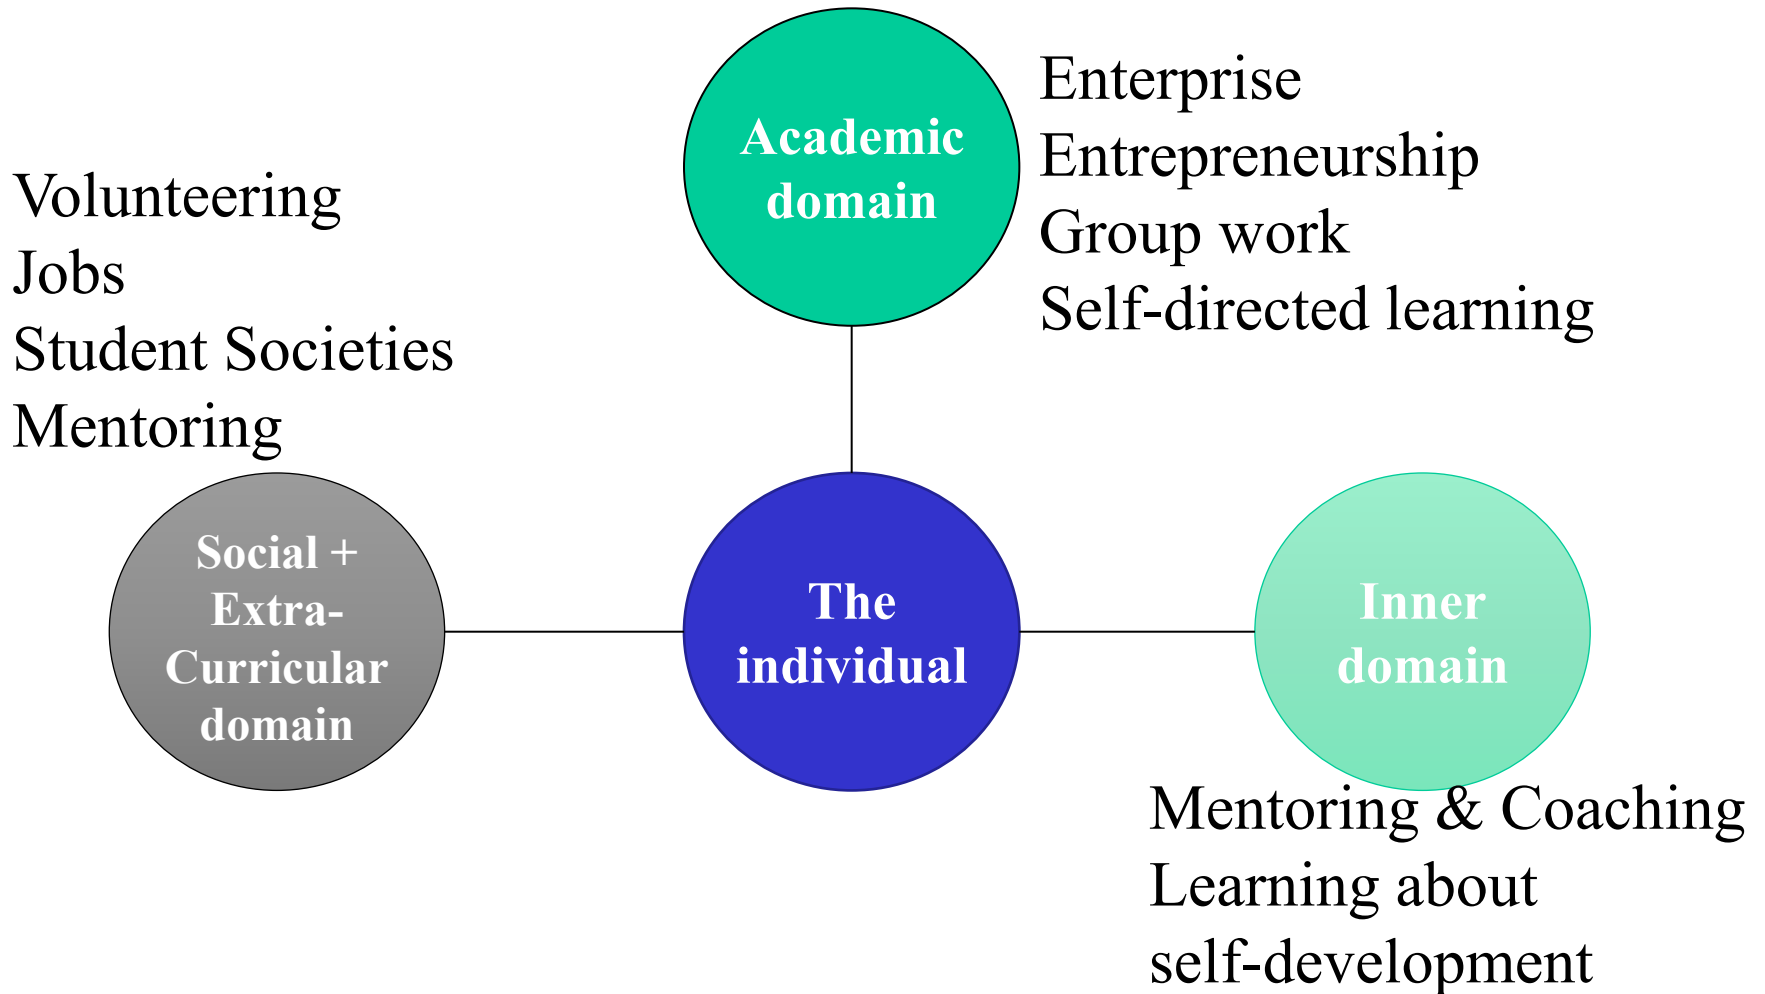 Academic
domain
Enterprise
Entrepreneurship
Group work
Self-directed learning
Volunteering
Jobs
Student Societies
Mentoring
Social +
Extra-
Curricular
domain
The
individual
Inner
domain
Mentoring & Coaching
Learning about
self-development